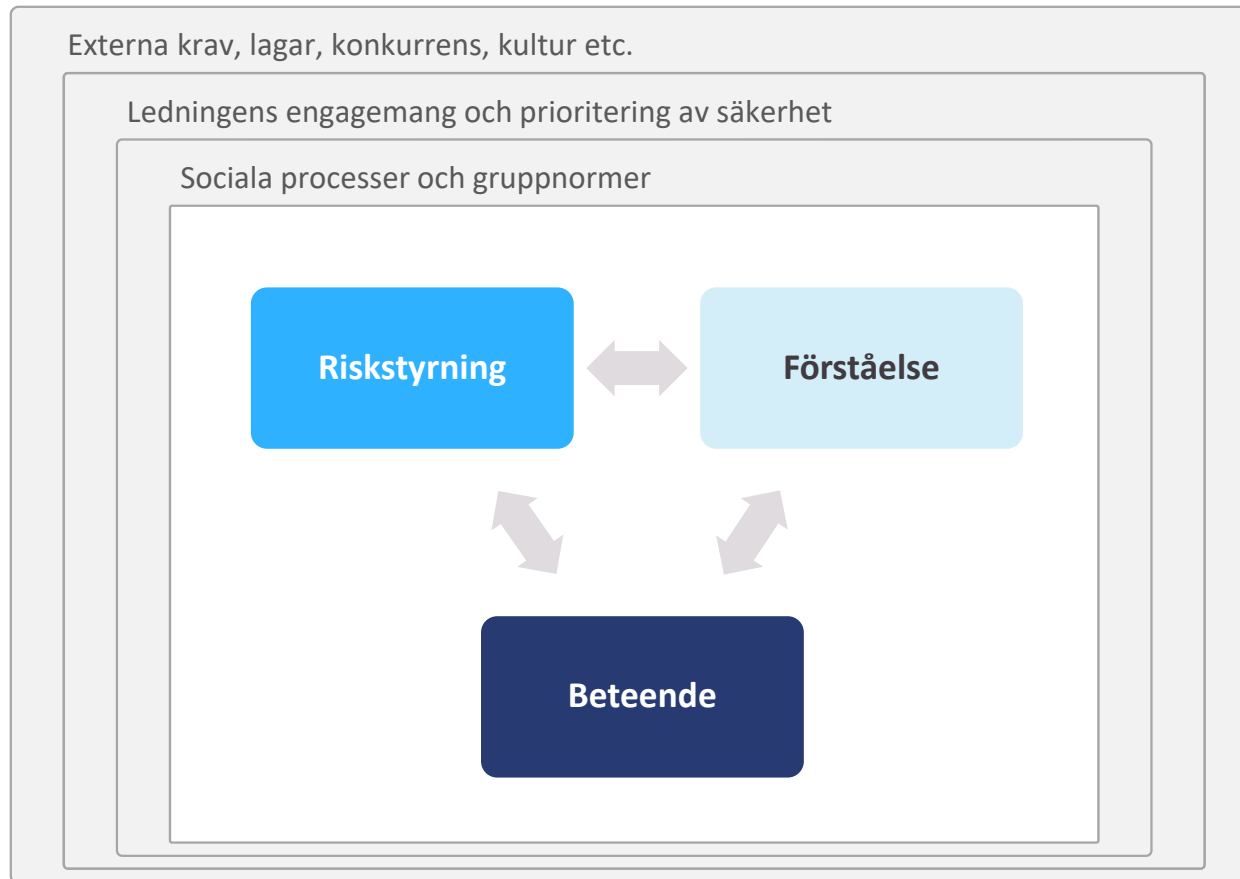 Externa krav, lagar, konkurrens, kultur etc.
Ledningens engagemang och prioritering av säkerhet
Sociala processer och gruppnormer
Riskstyrning
Förståelse
Beteende